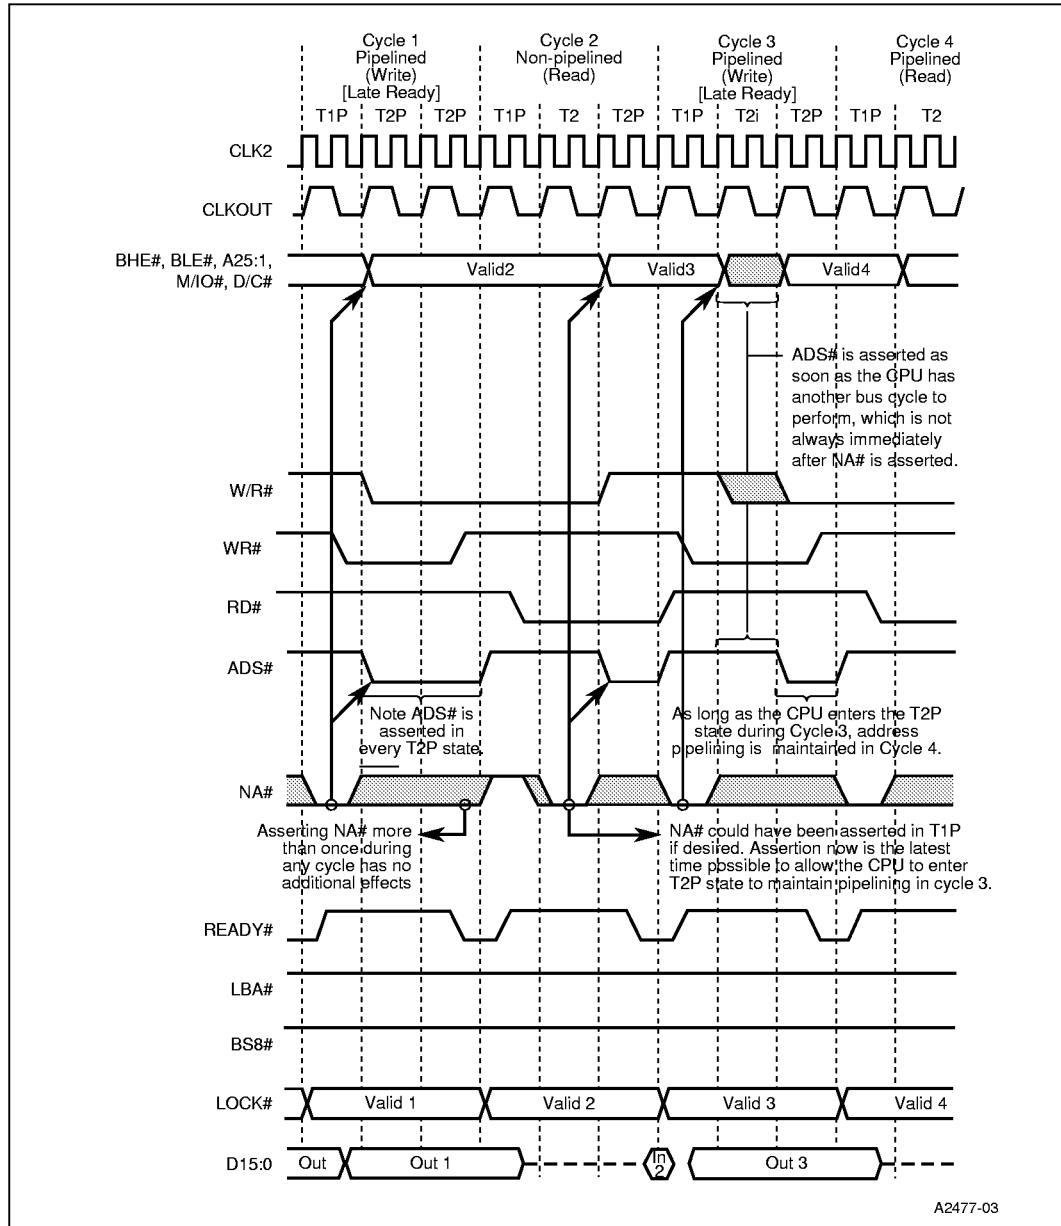 Cycle 1
Pipelined
(Write)
[Late Ready]
Cycle 2
Non-pipelined
(Read)
Cycle 3
Pipelined
(Write)
[Late Ready]
Cycle 4
Pipelined
(Read)
T1P T2P T2P T1P T2 T2P T1P T2i T2P T1P T2
CLK2
CLKOUT
BHE#, BLE#, A25:1,
M/IO#, D/C#
Valid2 Valid3 Valid4
ADS# is asserted as
soon as the CPU has
another bus cycle to
perform, which is not
always immediately
after NA# is asserted.
W/R#
WR#
RD#
ADS#
Note ADS# is
asserted in
every T2P state.
As long as the CPU enters the T2P
state during Cycle 3, address
pipelining is maintained in Cycle 4.
NA#
Asserting NA# more
than once during
any cycle has no
additional effects
NA# could have been asserted in T1P
if desired. Assertion now is the latest
time possible to allow the CPU to enter
T2P state to maintain pipelining in cycle 3.
READY#
LBA#
BS8#
LOCK#
Valid 1 Valid 2 Valid 3 Valid 4
D15:0
Out Out 1 In 2 Out 3
A2477-03